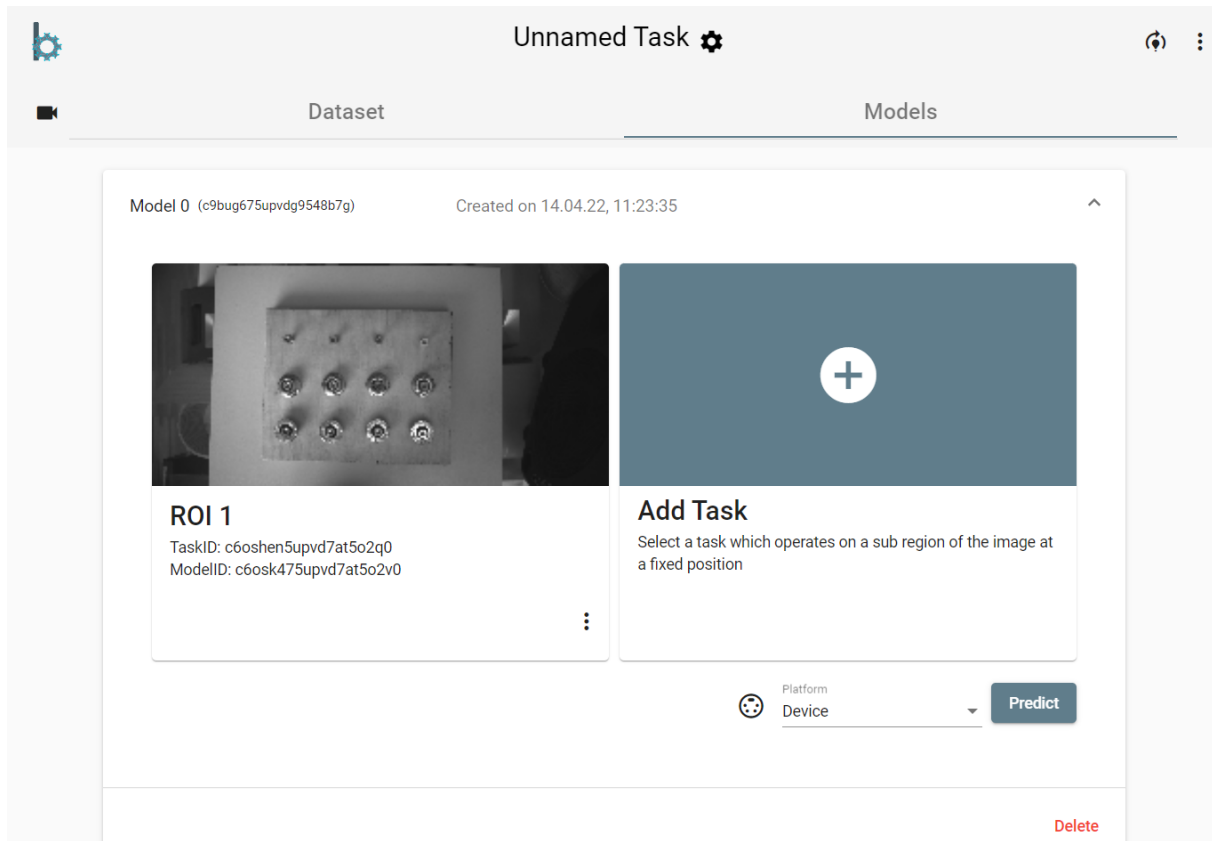 Unnamed Task
Dataset
Models
Model 0 (c9bug675upvdg9548b7g)
Created on 14.04.22, 11:23:35
ROI 1
TaskID: c6oshen5upvd7at5o2q0
ModelID: c6osk475upvd7at5o2v0
Add Task
Select a task which operates on a sub region of the image at
a fixed position
Platform
Device
Predict
Delete